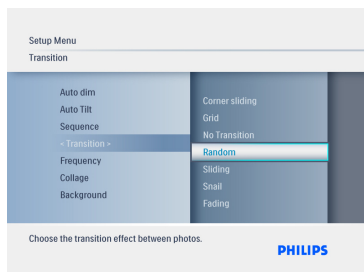 Setup Menu
Transition
Auto dim
Auto Tilt
Sequence
< Transition >
Frequency
Collage
Background
Corner sliding
Grid
No Transition
Random
Sliding
Snail
Fading
Choose the transition effect between photos.
PHILIPS